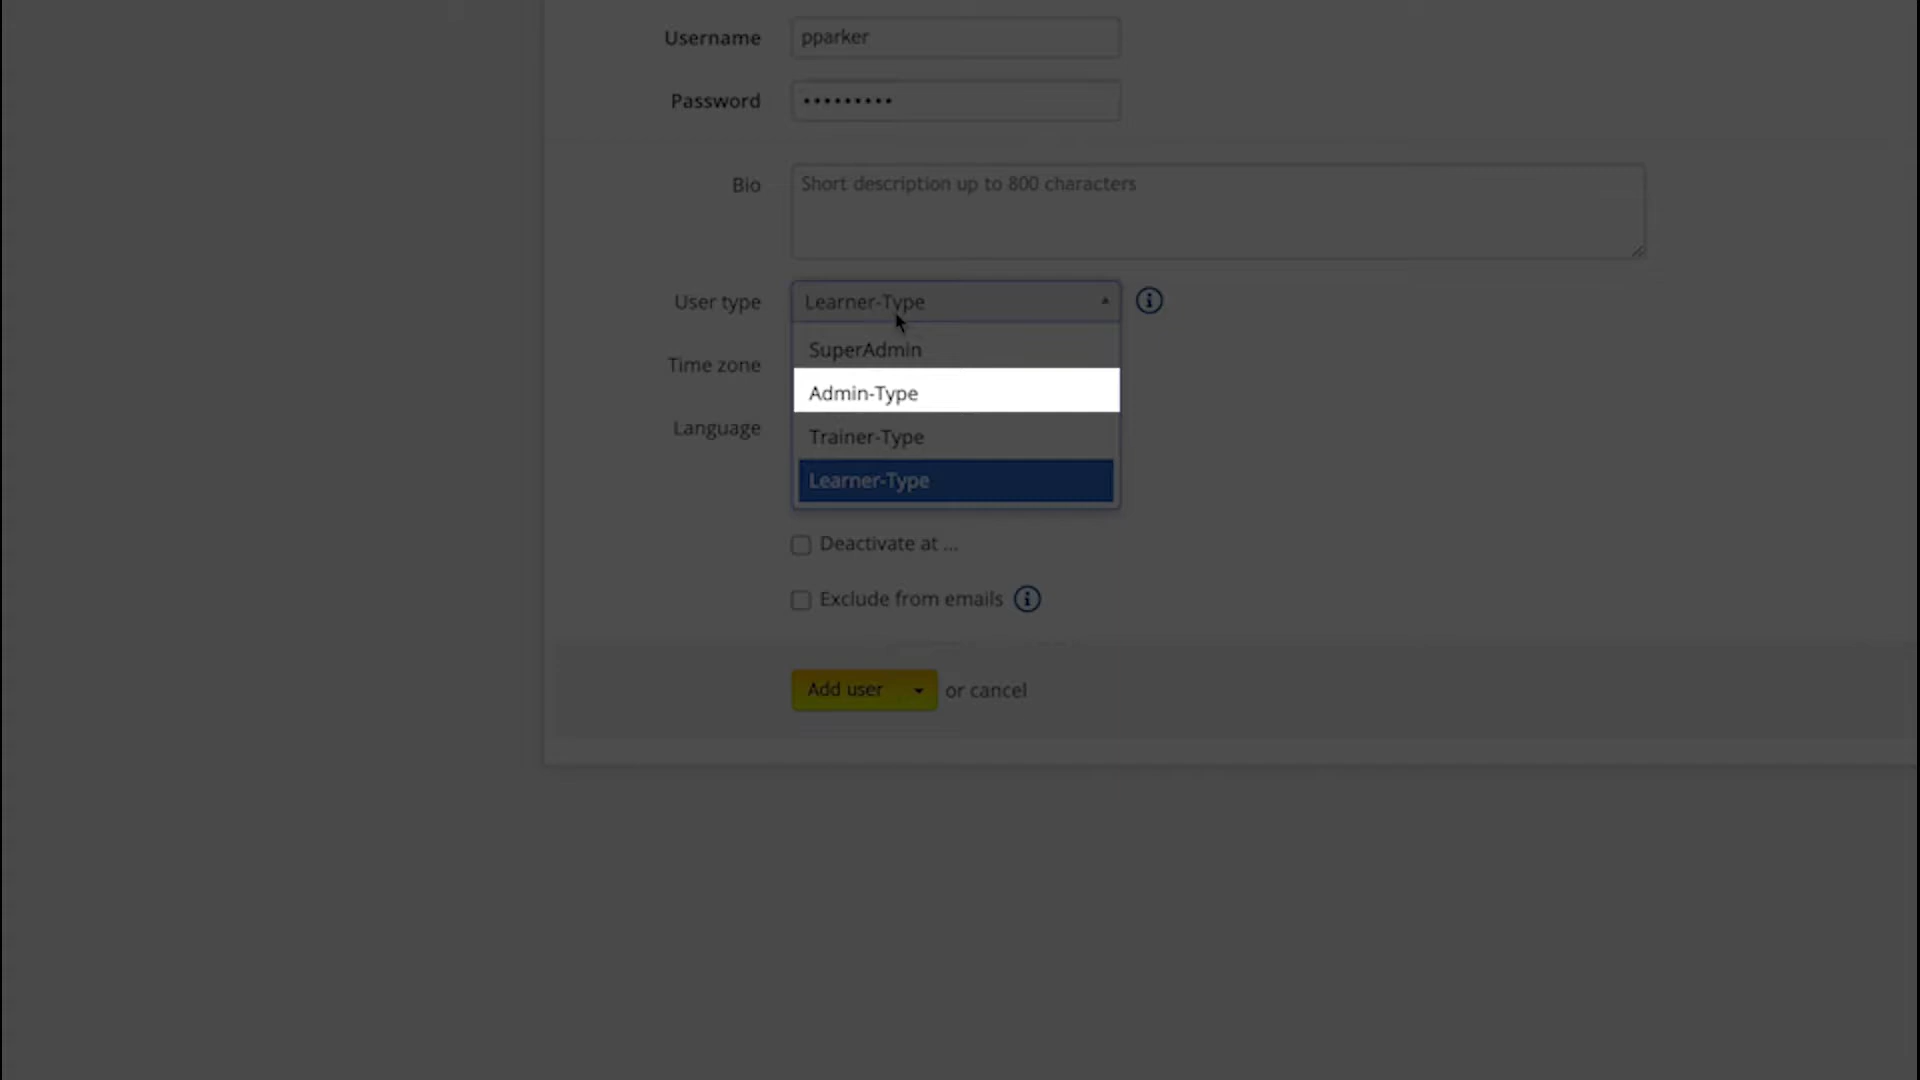 Username pparker
Password •••••••••
Bio Short description up to 800 characters
User type Learner-Type
SuperAdmin
Time zone
Admin-Type
Language
Trainer-Type
Learner-Type
Deactivate at ...
Exclude from emails
Add user or cancel